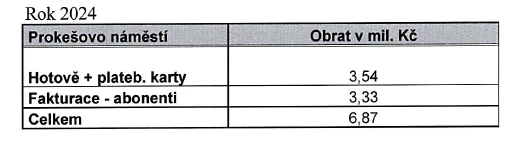 Rok 2024
Prokešovo náměstí Obrat v mil. Kč
Hotově + plateb. karty 3,54
Fakturace - abonenti 3,33
Celkem 6,87